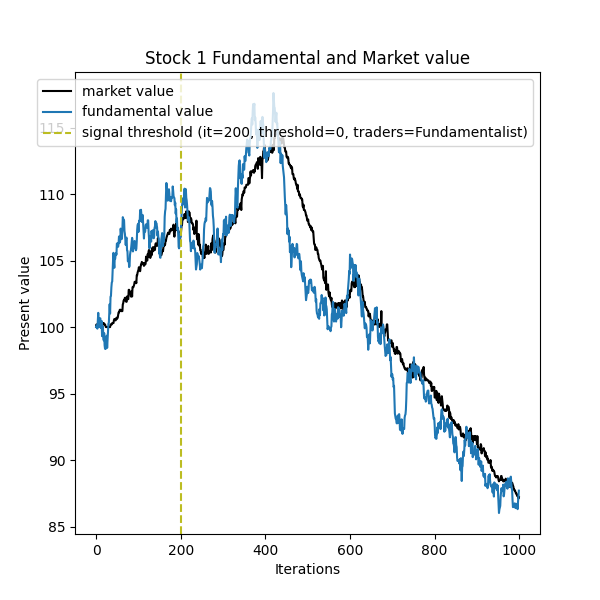 Stock 1 Fundamental and Market value
market value
fundamental value
signal threshold (it=200, threshold=0, traders=Fundamentalist)
Present value
115
110
105
100
95
90
85
0 200 400 600 800 1000
Iterations